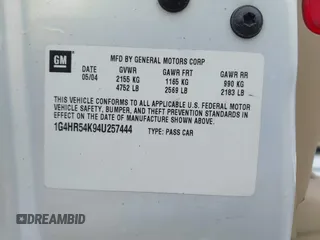 GM
MFD BY GENERAL MOTORS CORP
DATE GVWR GAWR FRT GAWR RR
05/04 2155 KG 1165 KG 990 KG
4752 LB 2569 LB 2183 LB
THIS VEHICLE CONFORMS TO ALL APPLICABLE U.S. FEDERAL MOTOR
VEHICLE SAFETY, BUMPER, AND THEFT PREVENTION STANDARDS IN
EFFECT ON THE DATE OF MANUFACTURE SHOWN ABOVE.
1G4HR54K94U257444 TYPE: PASS CAR
DREAMBID